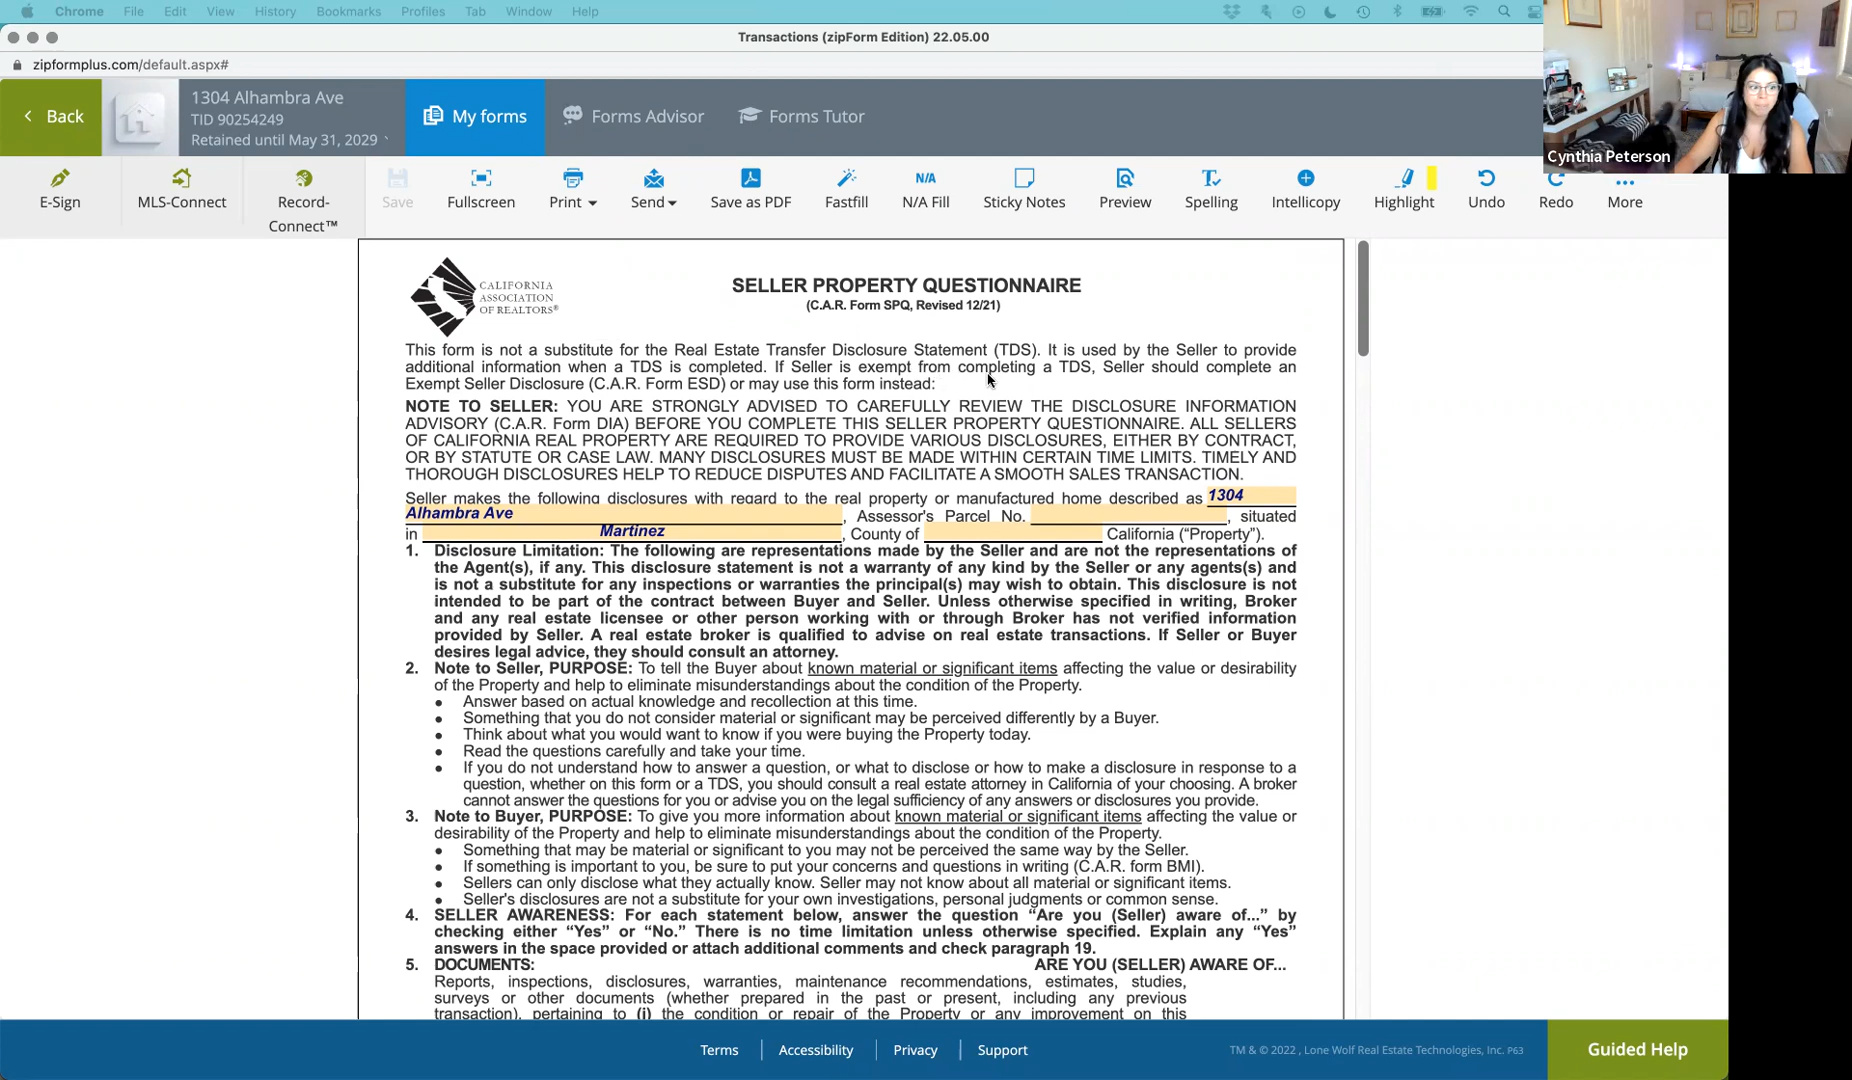 Chrome File Edit View History Bookmarks Profiles Tab Window Help
Transactions (zipForm Edition) 22.05.00
zipformplus.com/default.aspx#
Back
1304 Alhambra Ave
TID 90254249
Retained until May 31, 2029
My forms
Forms Advisor
Forms Tutor
Cynthia Peterson
E-Sign
MLS-Connect
Record-
Connect™
Save
Fullscreen
Print
Send
Save as PDF
N/A
Fastfill
N/A Fill
Sticky Notes
Preview
Spelling
Intellicopy
Highlight
Undo
Redo
More
CALIFORNIA
ASSOCIATION
OF REALTORS®
SELLER PROPERTY QUESTIONNAIRE
(C.A.R. Form SPQ, Revised 12/21)
This form is not a substitute for the Real Estate Transfer Disclosure Statement (TDS). It is used by the Seller to provide
additional information when a TDS is completed. If Seller is exempt from completing a TDS, Seller should complete an
Exempt Seller Disclosure (C.A.R. Form ESD) or may use this form instead:
NOTE TO SELLER: YOU ARE STRONGLY ADVISED TO CAREFULLY REVIEW THE DISCLOSURE INFORMATION
ADVISORY (C.A.R. Form DIA) BEFORE YOU COMPLETE THIS SELLER PROPERTY QUESTIONNAIRE. ALL SELLERS
OF CALIFORNIA REAL PROPERTY ARE REQUIRED TO PROVIDE VARIOUS DISCLOSURES, EITHER BY CONTRACT,
OR BY STATUTE OR CASE LAW. MANY DISCLOSURES MUST BE MADE WITHIN CERTAIN TIME LIMITS. TIMELY AND
THOROUGH DISCLOSURES HELP TO REDUCE DISPUTES AND FACILITATE A SMOOTH SALES TRANSACTION.
Seller makes the following disclosures with regard to the real property or manufactured home described as 1304
Alhambra Ave , Assessor's Parcel No. , situated
in Martinez , County of California ("Property").
1. Disclosure Limitation: The following are representations made by the Seller and are not the representations of
the Agent(s), if any. This disclosure statement is not a warranty of any kind by the Seller or any agents(s) and
is not a substitute for any inspections or warranties the principal(s) may wish to obtain. This disclosure is not
intended to be part of the contract between Buyer and Seller. Unless otherwise specified in writing, Broker
and any real estate licensee or other person working with or through Broker has not verified information
provided by Seller. A real estate broker is qualified to advise on real estate transactions. If Seller or Buyer
desires legal advice, they should consult an attorney.
2. Note to Seller, PURPOSE: To tell the Buyer about known material or significant items affecting the value or desirability
of the Property and help to eliminate misunderstandings about the condition of the Property.
● Answer based on actual knowledge and recollection at this time.
● Something that you do not consider material or significant may be perceived differently by a Buyer.
● Think about what you would want to know if you were buying the Property today.
● Read the questions carefully and take your time.
● If you do not understand how to answer a question, or what to disclose or how to make a disclosure in response to a
question, whether on this form or a TDS, you should consult a real estate attorney in California of your choosing. A broker
cannot answer the questions for you or advise you on the legal sufficiency of any answers or disclosures you provide.
3. Note to Buyer, PURPOSE: To give you more information about known material or significant items affecting the value or
desirability of the Property and help to eliminate misunderstandings about the condition of the Property.
● Something that may be material or significant to you may not be perceived the same way by the Seller.
● If something is important to you, be sure to put your concerns and questions in writing (C.A.R. form BMI).
● Sellers can only disclose what they actually know. Seller may not know about all material or significant items.
● Seller's disclosures are not a substitute for your own investigations, personal judgments or common sense.
4. SELLER AWARENESS: For each statement below, answer the question "Are you (Seller) aware of..." by
checking either "Yes" or "No." There is no time limitation unless otherwise specified. Explain any "Yes"
answers in the space provided or attach additional comments and check paragraph 19.
5. DOCUMENTS: ARE YOU (SELLER) AWARE OF...
Reports, inspections, disclosures, warranties, maintenance recommendations, estimates, studies,
surveys or other documents (whether prepared in the past or present, including any previous
transaction), pertaining to (i) the condition or repair of the Property or any improvement on this
Terms
Accessibility
Privacy
Support
TM & © 2022 , Lone Wolf Real Estate Technologies, Inc. P63
Guided Help